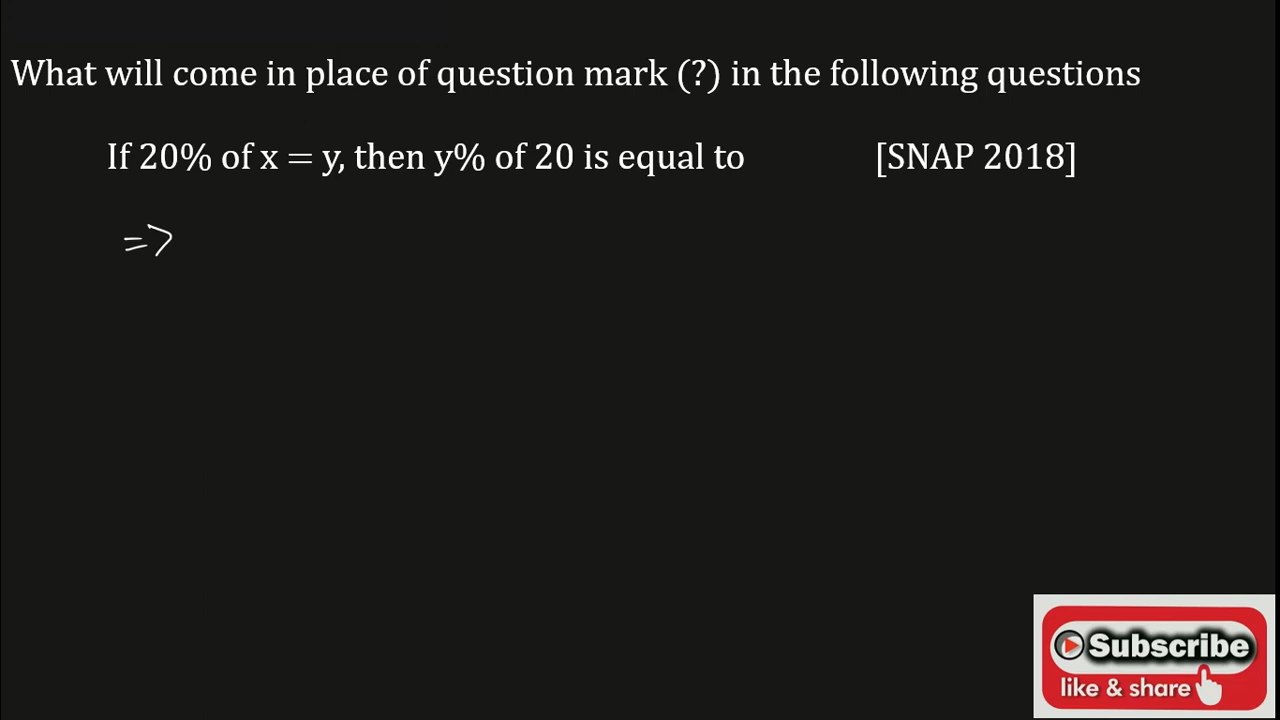 What will come in place of question mark (?) in the following questions
If 20% of x = y, then y% of 20 is equal to [SNAP 2018]
=>
Subscribe
like & share